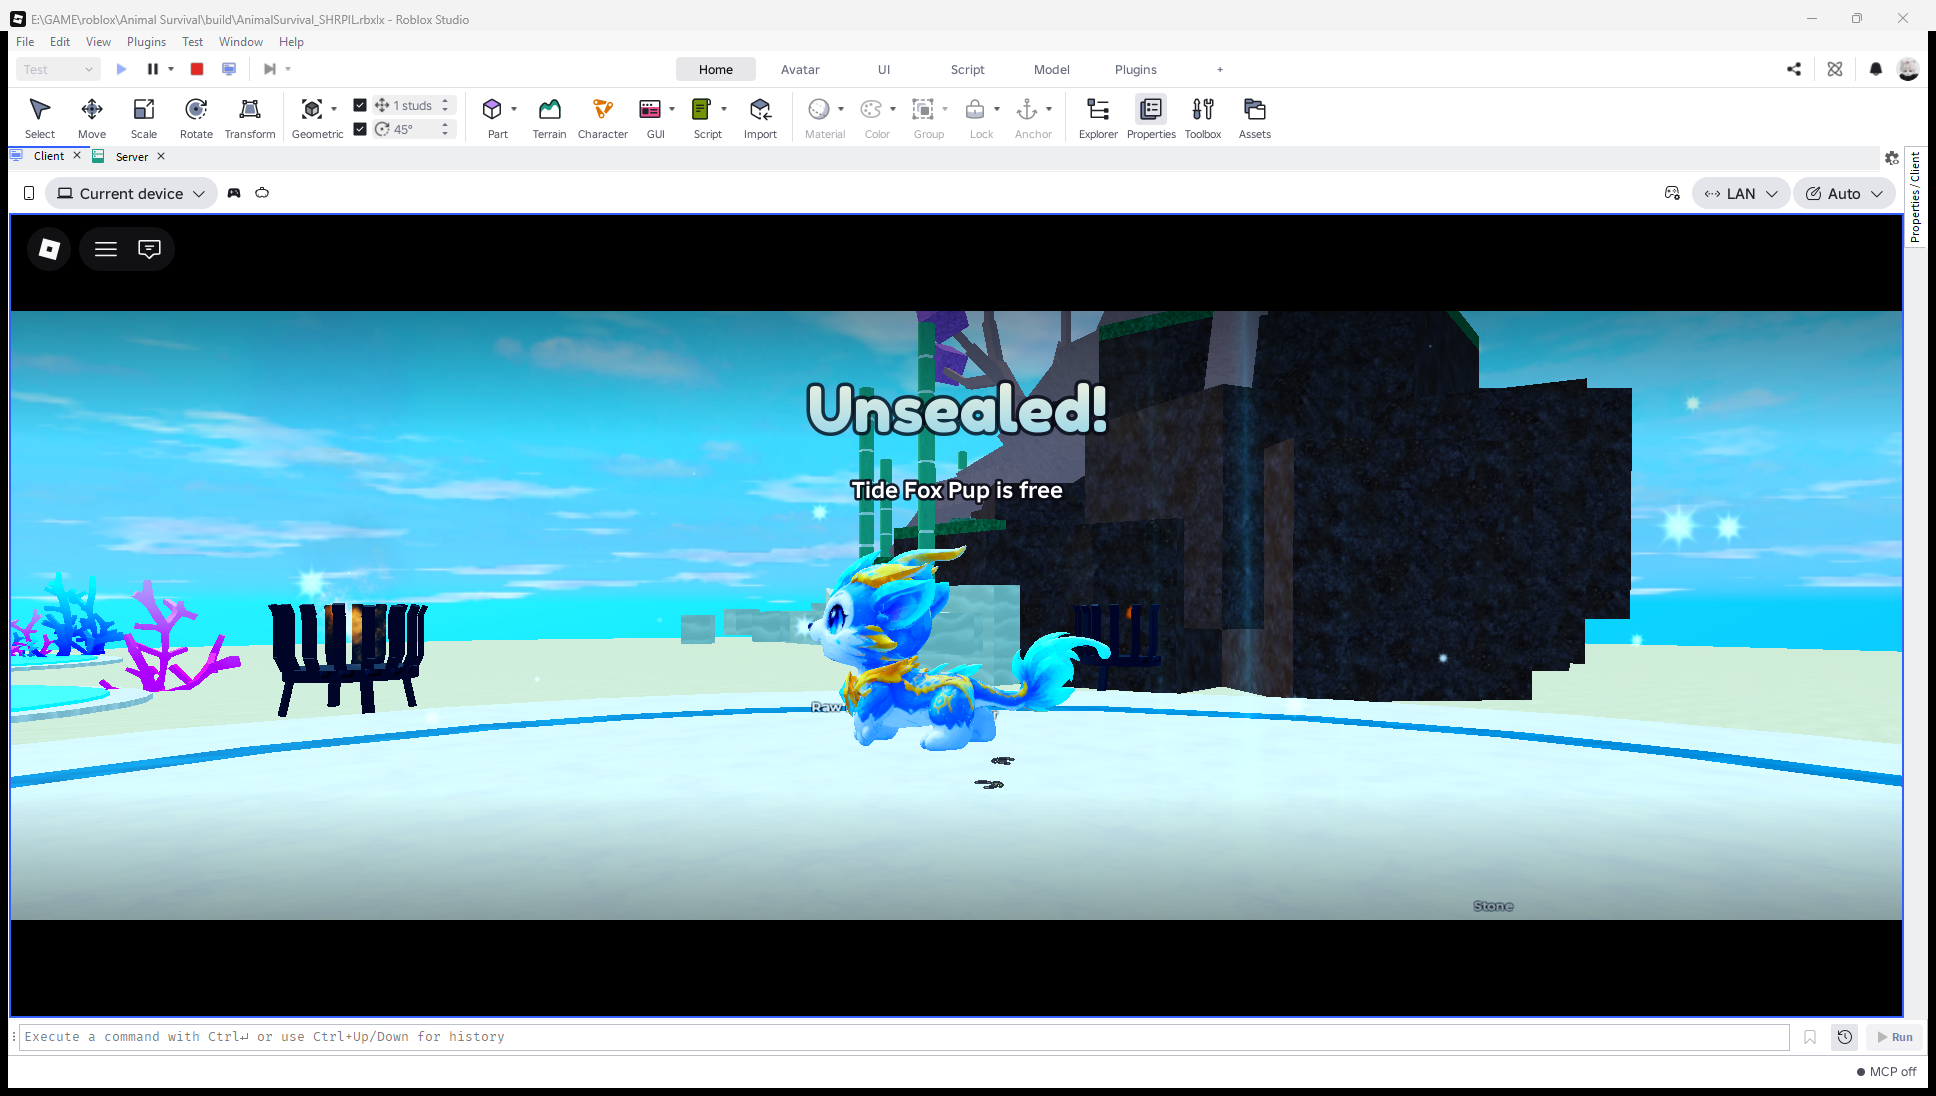 E:\GAME\roblox\Animal Survival\build\AnimalSurvival_SHRPIL.rbxlx - Roblox Studio
File Edit View Plugins Test Window Help
Test
Home Avatar UI Script Model Plugins +
1 studs
45°
Select Move Scale Rotate Transform Geometric Part Terrain Character GUI Script Import Material Color Group Lock Anchor Explorer Properties Toolbox Assets
Client Server
Properties / Client
Current device
LAN Auto
Unsealed!
Tide Fox Pup is free
Raw
Stone
Execute a command with Ctrl↵ or use Ctrl+Up/Down for history
Run
MCP off